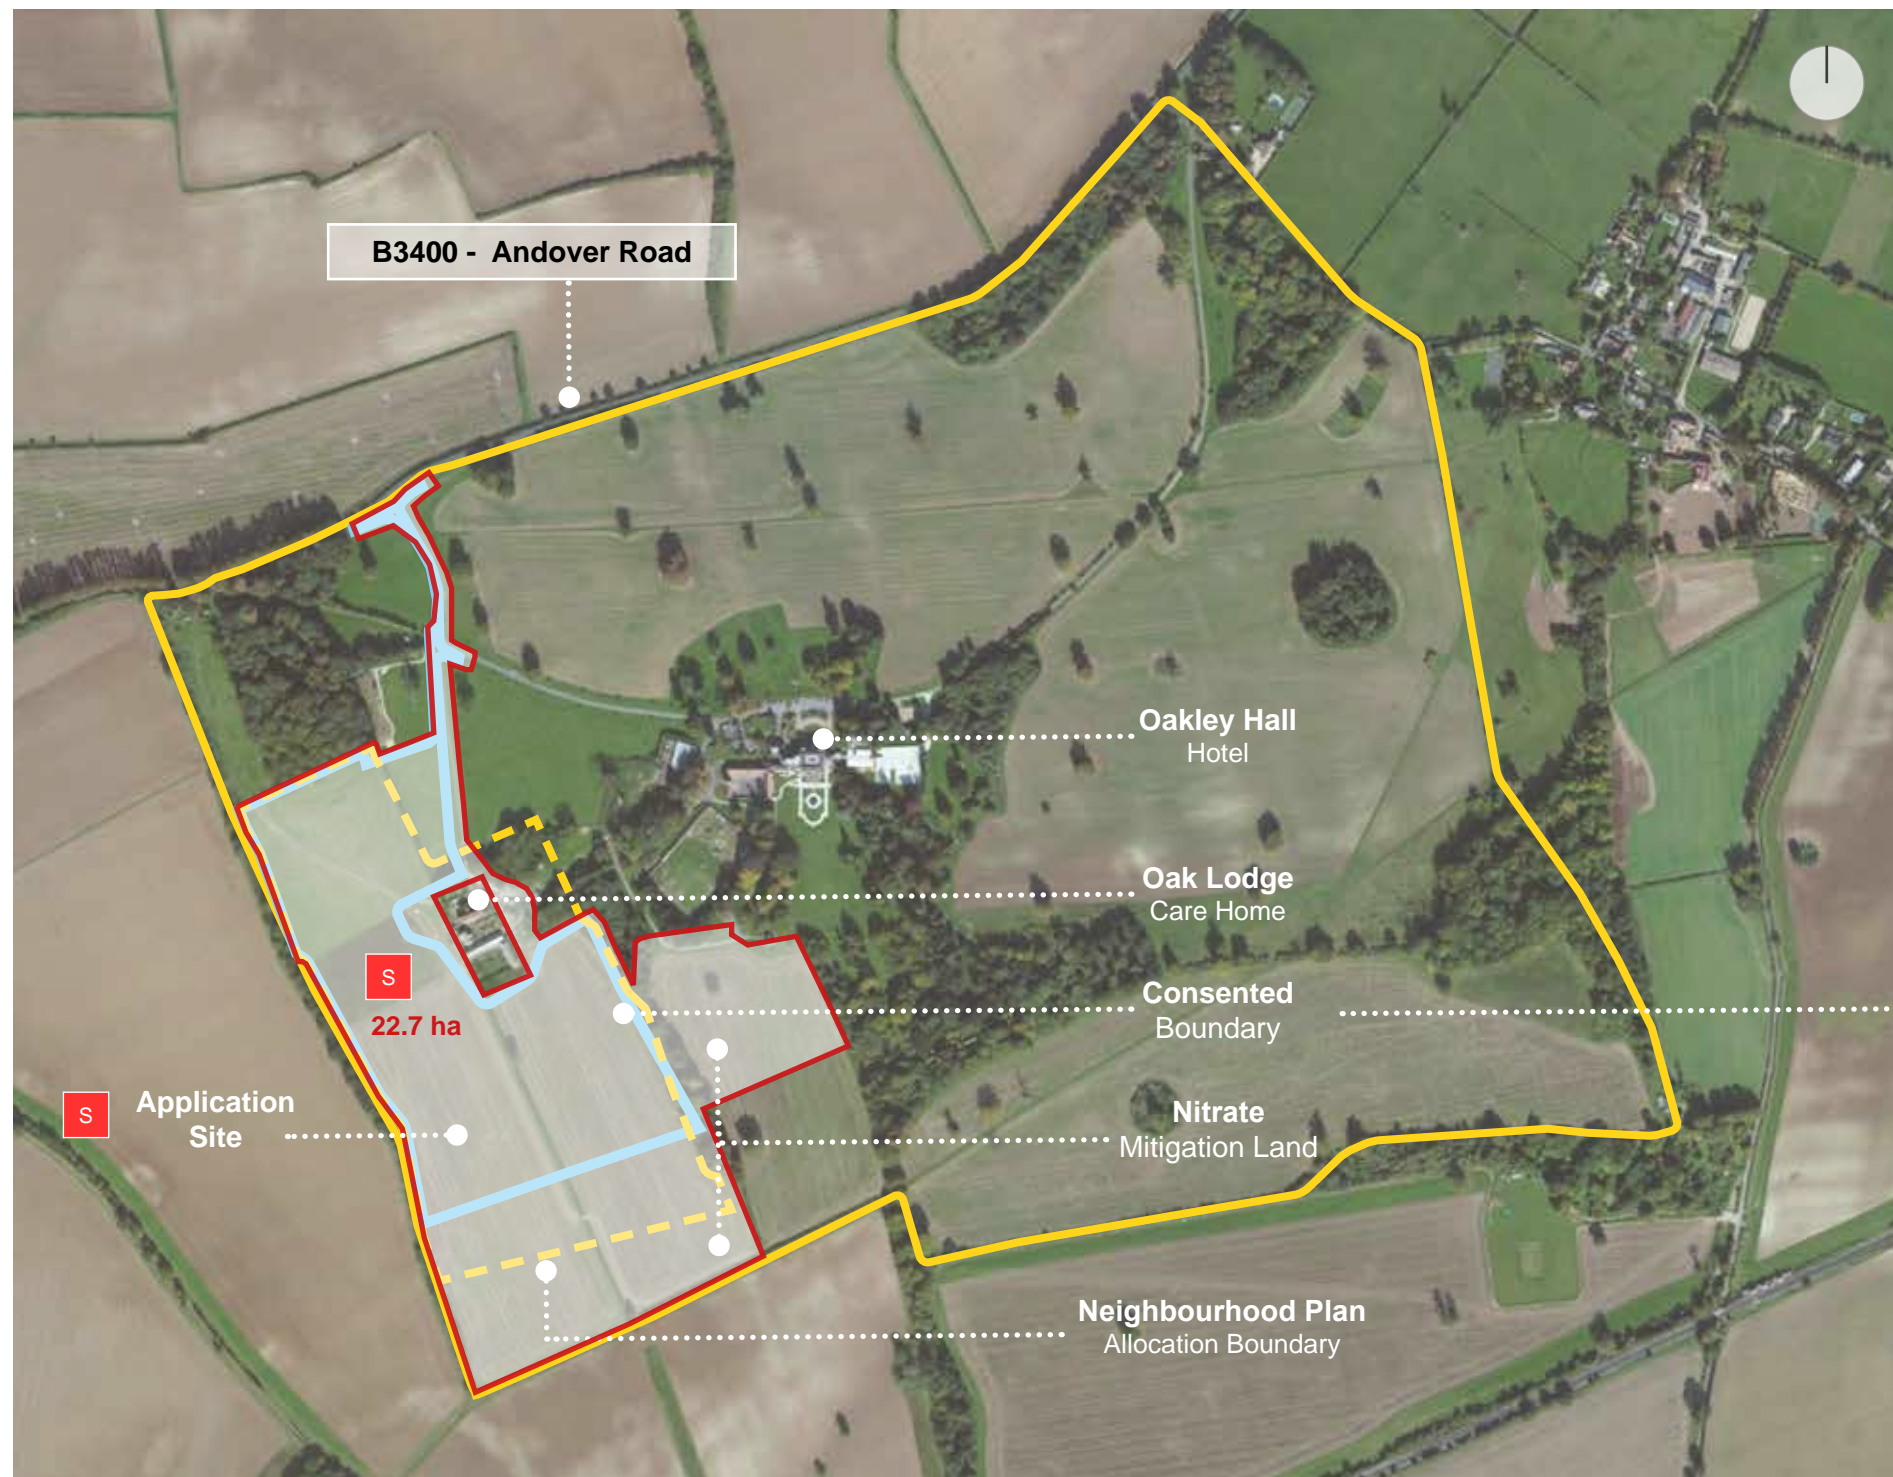 B3400 - Andover Road
Oakley Hall
Hotel
Oak Lodge
Care Home
S
22.7 ha
Consented
Boundary
S
Application
Site
Nitrate
Mitigation Land
Neighbourhood Plan
Allocation Boundary